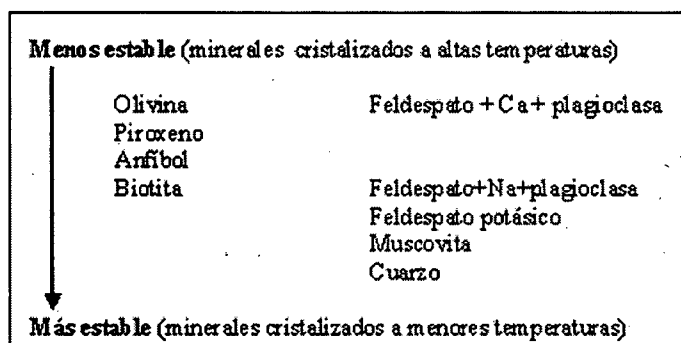 Menos estable (minerales cristalizados a altas temperaturas)
Olivina Feldespato + Ca + plagioclasa
Piroxeno
Anfíbol
Biotita Feldespato+Na+plagioclasa
Feldespato potásico
Muscovita
Cuarzo
Más estable (minerales cristalizados a menores temperaturas)